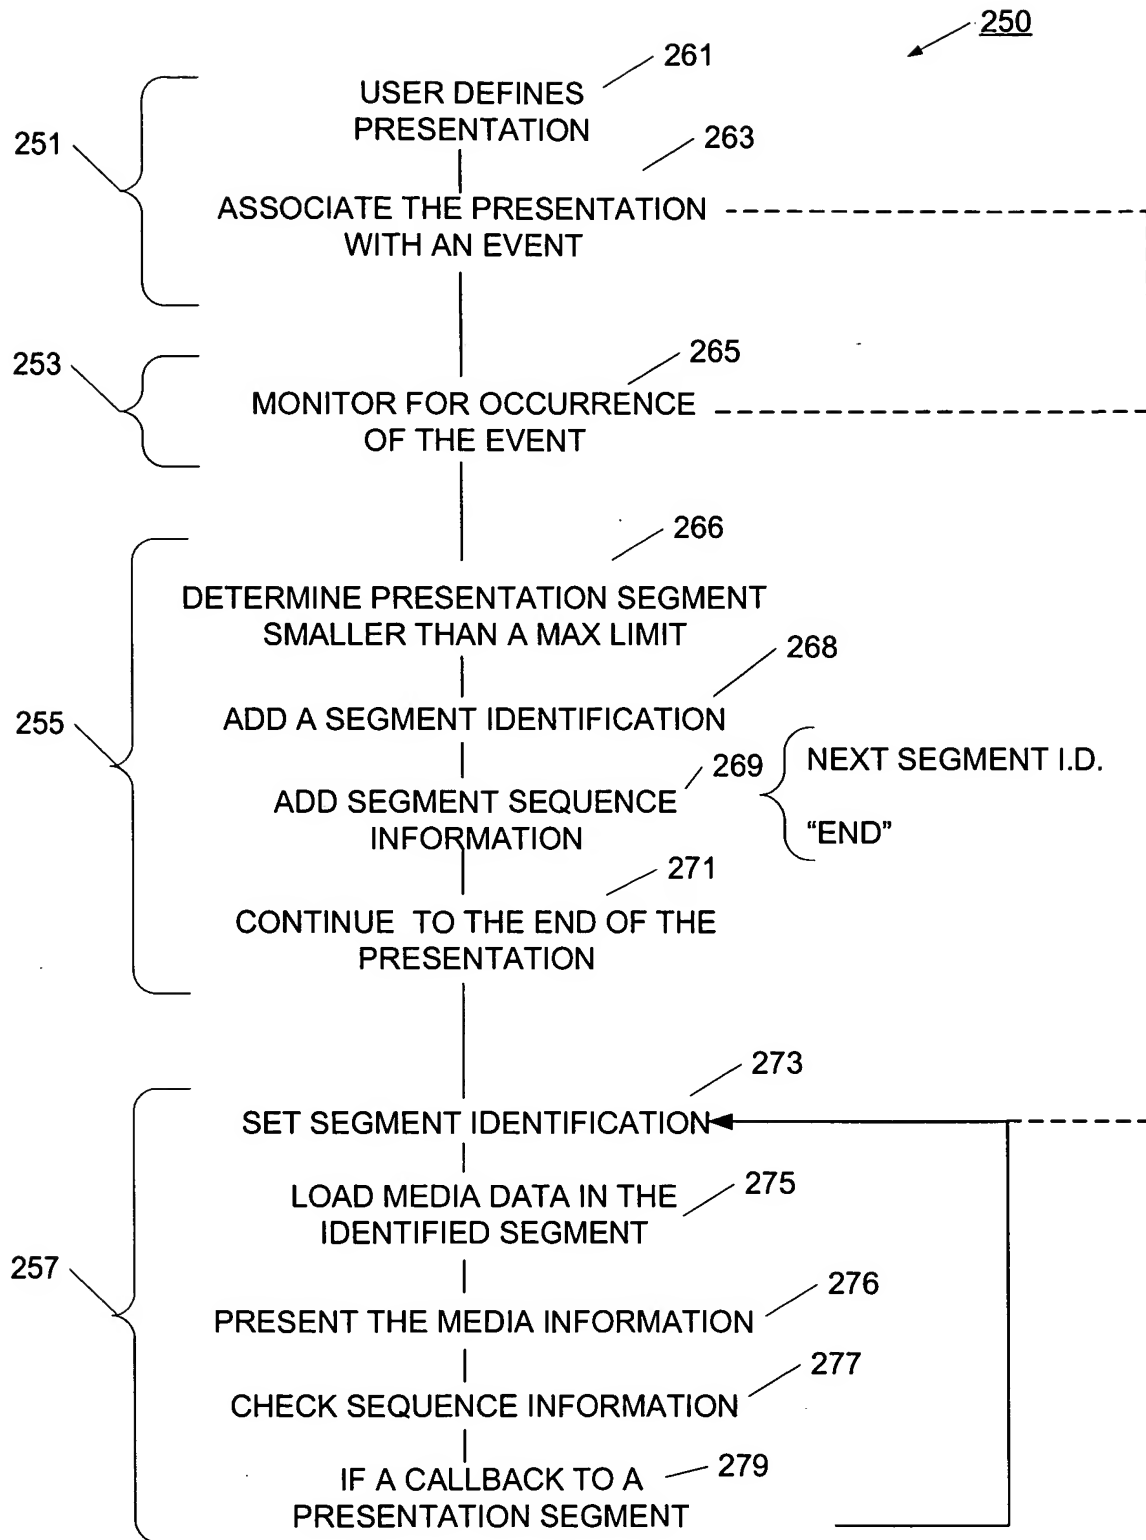 250
261
USER DEFINES
PRESENTATION
251
263
ASSOCIATE THE PRESENTATION
WITH AN EVENT
253
265
MONITOR FOR OCCURRENCE
OF THE EVENT
266
DETERMINE PRESENTATION SEGMENT
SMALLER THAN A MAX LIMIT
268
255
ADD A SEGMENT IDENTIFICATION
269
NEXT SEGMENT I.D.
ADD SEGMENT SEQUENCE
INFORMATION
“END”
271
CONTINUE TO THE END OF THE
PRESENTATION
273
SET SEGMENT IDENTIFICATION
275
LOAD MEDIA DATA IN THE
IDENTIFIED SEGMENT
257
276
PRESENT THE MEDIA INFORMATION
277
CHECK SEQUENCE INFORMATION
279
IF A CALLBACK TO A
PRESENTATION SEGMENT